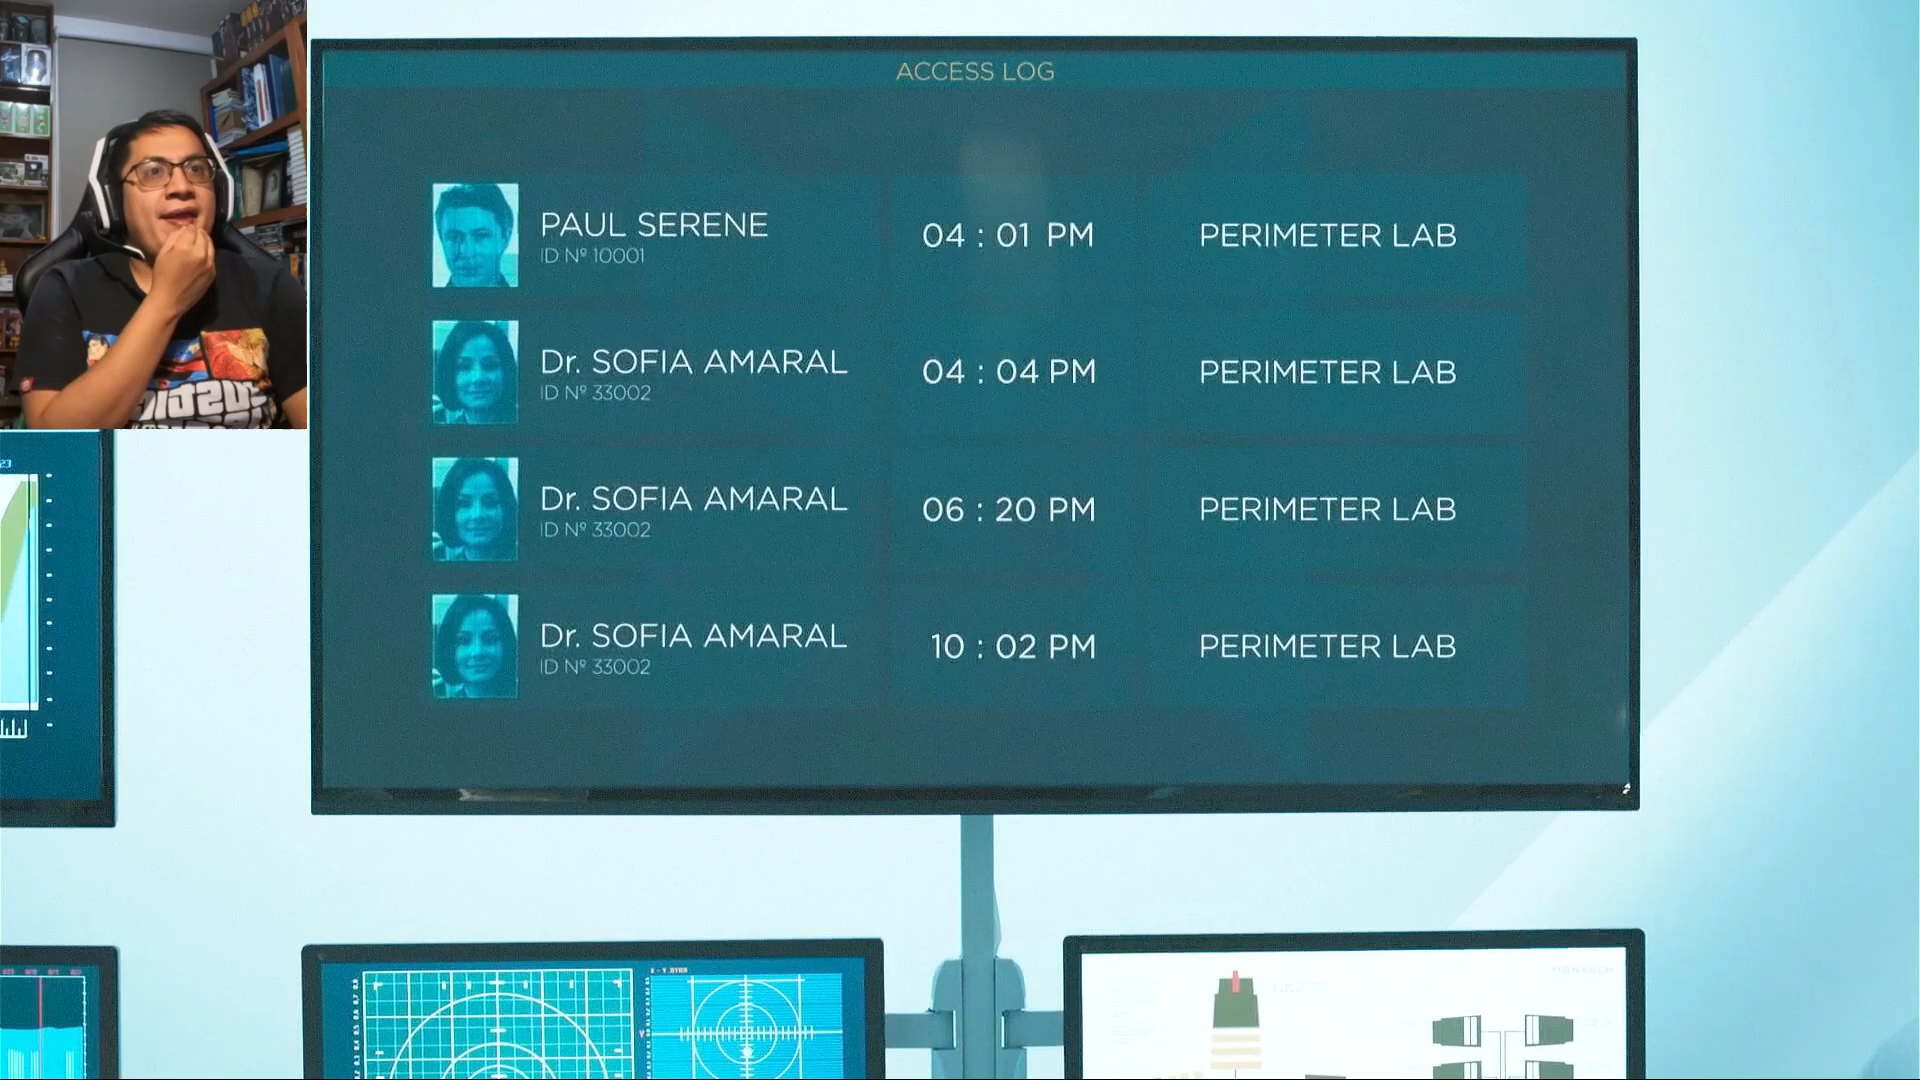 ACCESS LOG
PAUL SERENE
ID Nº 10001
04 : 01 PM
PERIMETER LAB
Dr. SOFIA AMARAL
ID Nº 33002
04 : 04 PM
PERIMETER LAB
Dr. SOFIA AMARAL
ID Nº 33002
06 : 20 PM
PERIMETER LAB
Dr. SOFIA AMARAL
ID Nº 33002
10 : 02 PM
PERIMETER LAB
23
MONARCH